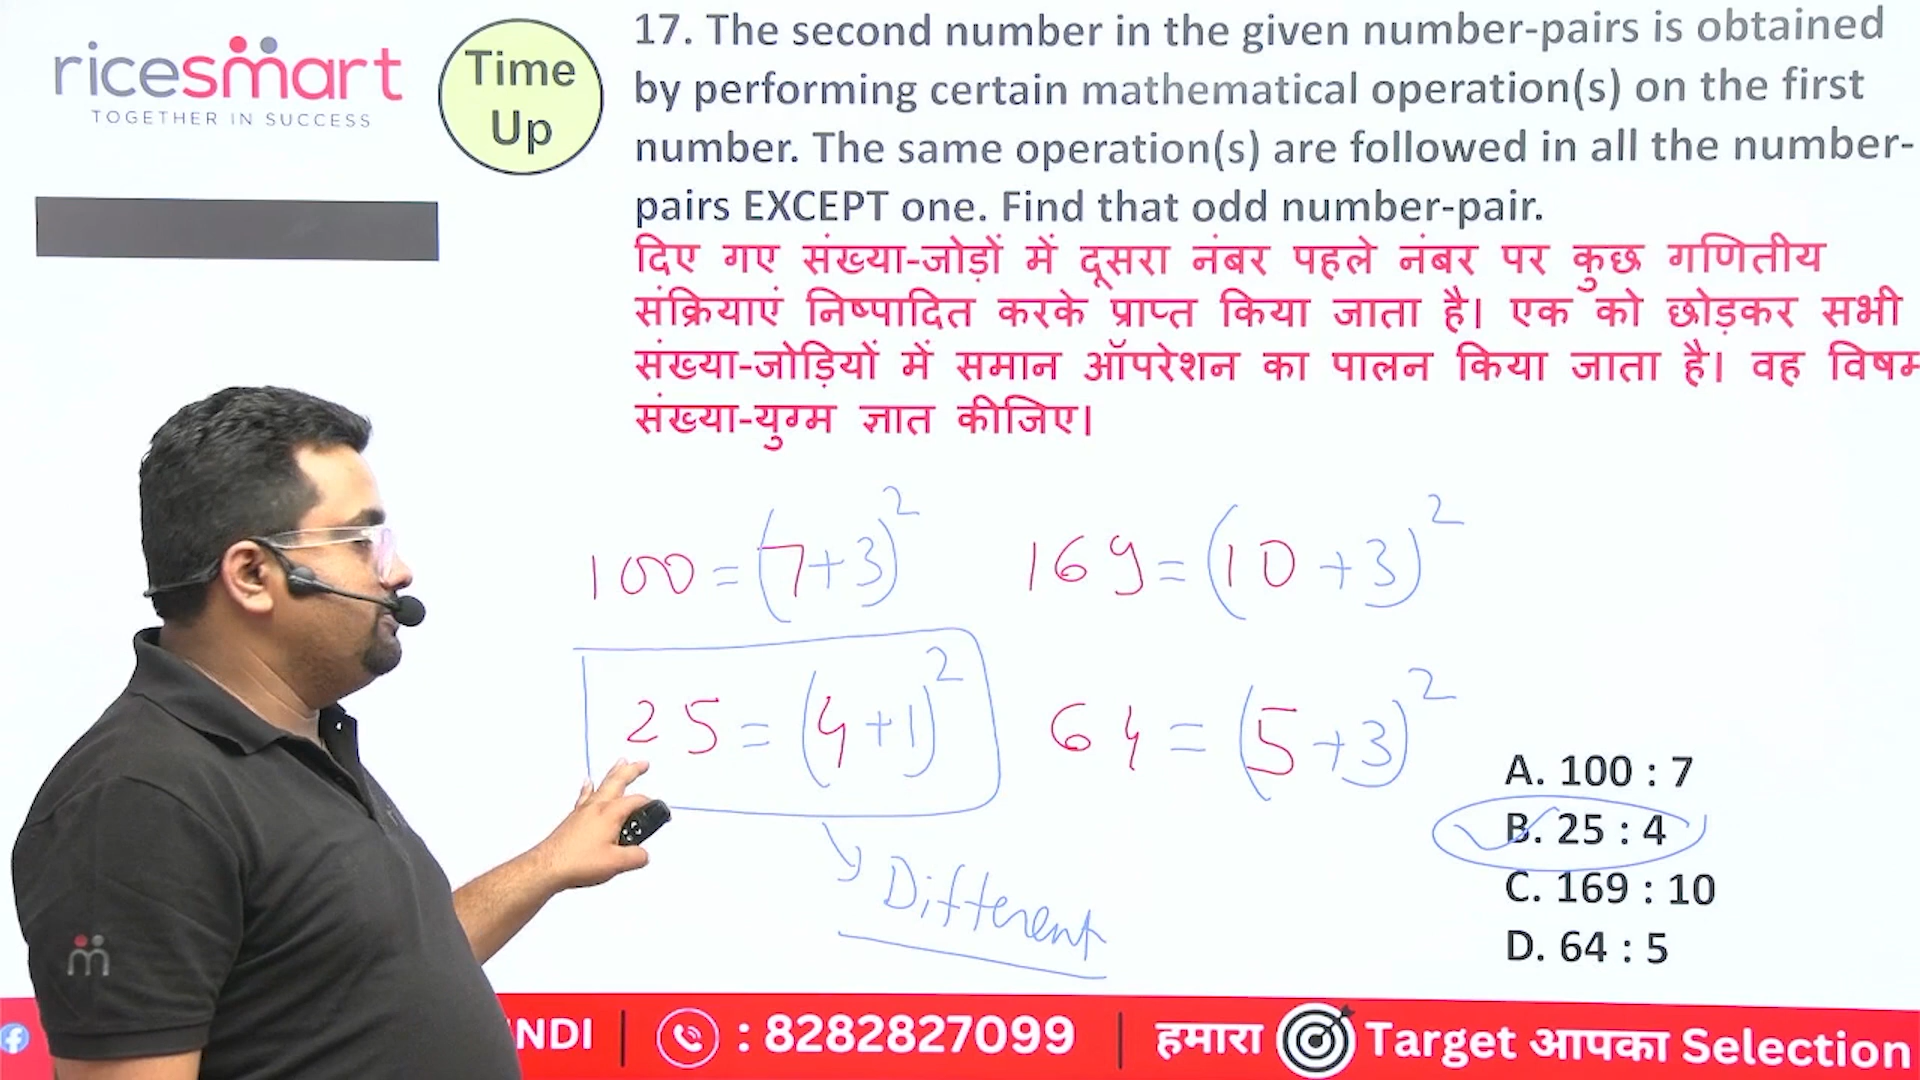 ricesmart
TOGETHER IN SUCCESS
Time
Up
17. The second number in the given number-pairs is obtained
by performing certain mathematical operation(s) on the first
number. The same operation(s) are followed in all the number-
pairs EXCEPT one. Find that odd number-pair.
दिए गए संख्या-जोड़ों में दूसरा नंबर पहले नंबर पर कुछ गणितीय
संक्रियाएं निष्पादित करके प्राप्त किया जाता है। एक को छोड़कर सभी
संख्या-जोड़ियों में समान ऑपरेशन का पालन किया जाता है। वह विषम
संख्या-युग्म ज्ञात कीजिए।
100 = (7+3)²
169 = (10+3)²
25 = (4+1)²
64 = (5+3)²
Different
A. 100 : 7
B. 25 : 4
C. 169 : 10
D. 64 : 5
NDI | : 8282827099 | हमारा Target आपका Selection